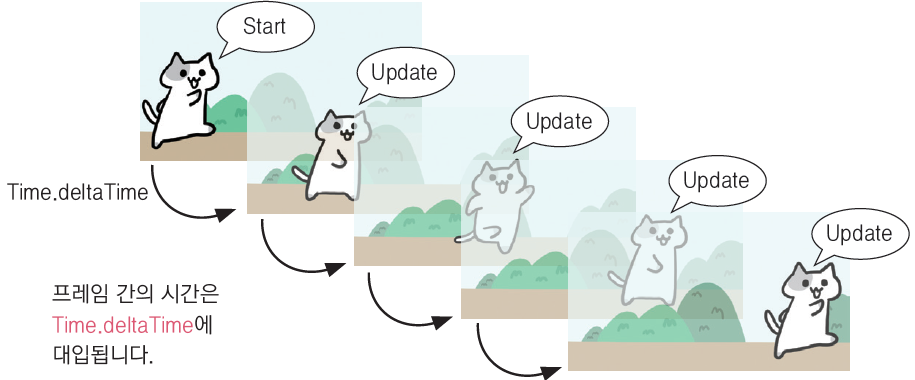 Start
Update
Update
Update
Update
Time.deltaTime
프레임 간의 시간은
Time.deltaTime에
대입됩니다.